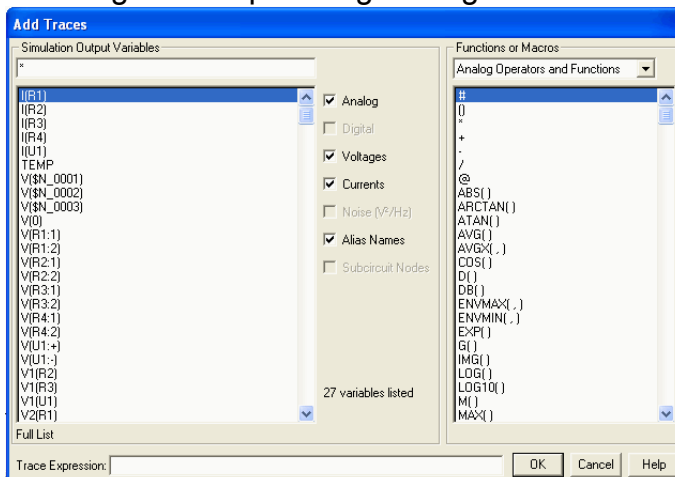 Add Traces
Simulation Output Variables
*
I(R1)
I(R2)
I(R3)
I(R4)
I(U1)
TEMP
V($N_0001)
V($N_0002)
V($N_0003)
V(0)
V(R1:1)
V(R1:2)
V(R2:1)
V(R2:2)
V(R3:1)
V(R3:2)
V(R4:1)
V(R4:2)
V(U1:+)
V(U1:-)
V1(R2)
V1(R3)
V1(U1)
V2(R1)
Full List
Analog
Digital
Voltages
Currents
Noise (V²/Hz)
Alias Names
Subcircuit Nodes
27 variables listed
Functions or Macros
Analog Operators and Functions
#
()
*
+
-
/
@
ABS( )
ARCTAN( )
ATAN( )
AVG( )
AVGX( , )
COS( )
D( )
DB( )
ENVMAX( , )
ENVMIN( , )
EXP( )
G( )
IMG( )
LOG( )
LOG10( )
M( )
MAX( )
Trace Expression:
OK Cancel Help